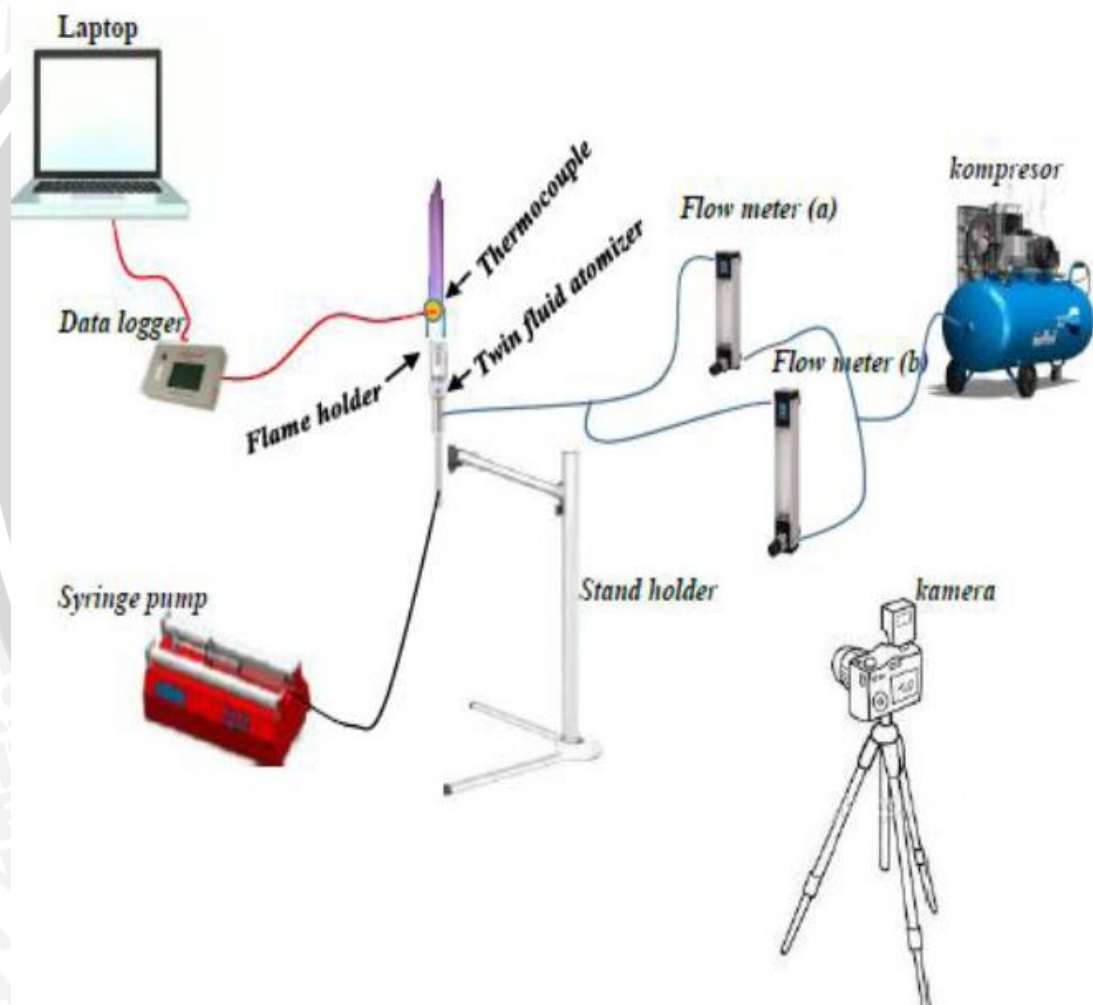 Laptop
kompresor
Thermocouple
Flow meter (a)
Twin fluid atomizer
Data logger
Flow meter (b)
Flame holder
Syringe pump
Stand holder
kamera